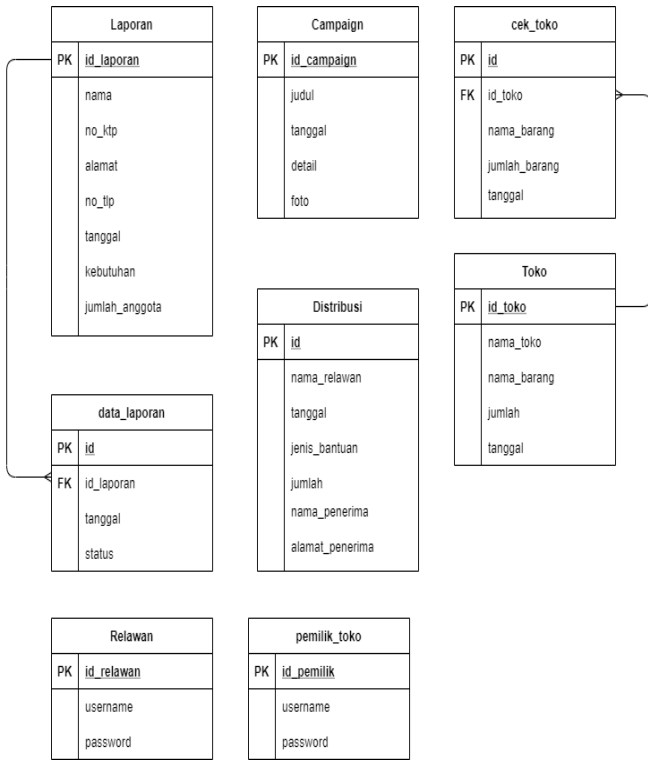 Laporan
PK id_laporan
nama
no_ktp
alamat
no_tlp
tanggal
kebutuhan
jumlah_anggota
Campaign
PK id_campaign
judul
tanggal
detail
foto
cek_toko
PK id
FK id_toko
nama_barang
jumlah_barang
tanggal
Toko
PK id_toko
nama_toko
nama_barang
jumlah
tanggal
Distribusi
PK id
nama_relawan
tanggal
jenis_bantuan
jumlah
nama_penerima
alamat_penerima
data_laporan
PK id
FK id_laporan
tanggal
status
Relawan
PK id_relawan
username
password
pemilik_toko
PK id_pemilik
username
password